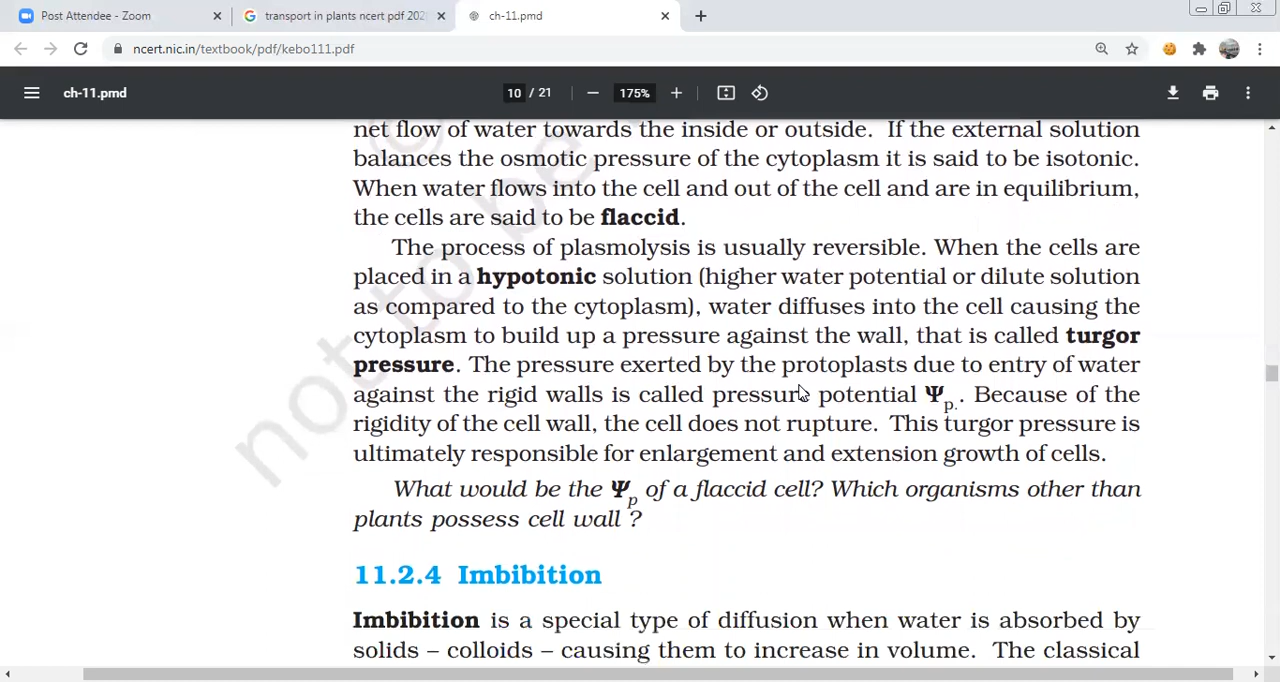 Post Attendee - Zoom
transport in plants ncert pdf 202
ch-11.pmd
ncert.nic.in/textbook/pdf/kebo111.pdf
ch-11.pmd
10 / 21
175%
net flow of water towards the inside or outside. If the external solution
balances the osmotic pressure of the cytoplasm it is said to be isotonic.
When water flows into the cell and out of the cell and are in equilibrium,
the cells are said to be flaccid.
The process of plasmolysis is usually reversible. When the cells are
placed in a hypotonic solution (higher water potential or dilute solution
as compared to the cytoplasm), water diffuses into the cell causing the
cytoplasm to build up a pressure against the wall, that is called turgor
pressure. The pressure exerted by the protoplasts due to entry of water
against the rigid walls is called pressure potential Ψp. Because of the
rigidity of the cell wall, the cell does not rupture. This turgor pressure is
ultimately responsible for enlargement and extension growth of cells.
What would be the Ψp of a flaccid cell? Which organisms other than
plants possess cell wall ?
11.2.4 Imbibition
Imbibition is a special type of diffusion when water is absorbed by
solids – colloids – causing them to increase in volume. The classical
©
not to be